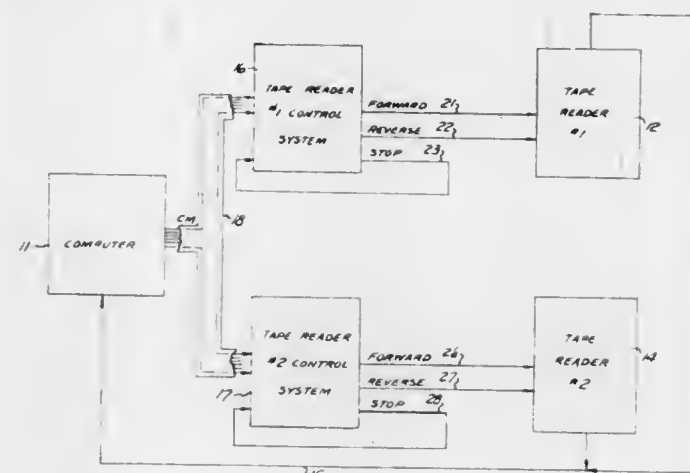 16
TAPE READER
#1 CONTROL
SYSTEM
FORWARD 21
REVERSE 22
STOP 23
TAPE
READER
#1
12
CM
18
11
COMPUTER
TAPE READER
#2 CONTROL
SYSTEM
17
FORWARD 26
REVERSE 27
STOP 28
TAPE
READER
#2